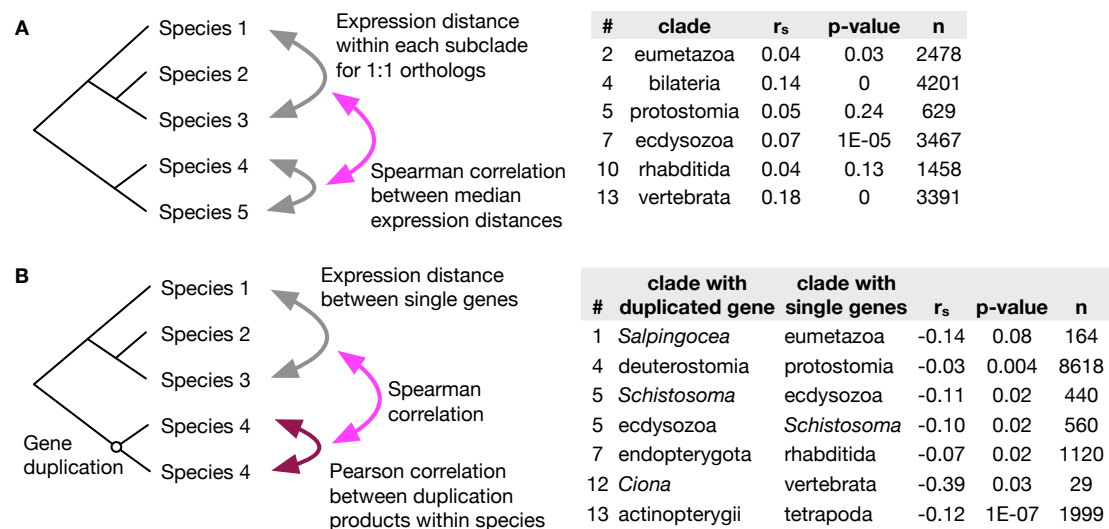 A
Species 1
Species 2
Species 3
Species 4
Species 5
Expression distance
within each subclade
for 1:1 orthologs
Spearman correlation
between median
expression distances
# clade rs p-value n
2 eumetazoa 0.04 0.03 2478
4 bilateria 0.14 0 4201
5 protostomia 0.05 0.24 629
7 ecdysozoa 0.07 1E-05 3467
10 rhabditida 0.04 0.13 1458
13 vertebrata 0.18 0 3391
B
Species 1
Species 2
Species 3
Species 4
Species 4
Gene
duplication
Expression distance
between single genes
Spearman
correlation
Pearson correlation
between duplication
products within species
clade with clade with
# duplicated gene single genes rs p-value n
1 Salpingocea eumetazoa -0.14 0.08 164
4 deuterostomia protostomia -0.03 0.004 8618
5 Schistosoma ecdysozoa -0.11 0.02 440
5 ecdysozoa Schistosoma -0.10 0.02 560
7 endopterygota rhabditida -0.07 0.02 1120
12 Ciona vertebrata -0.39 0.03 29
13 actinopterygii tetrapoda -0.12 1E-07 1999